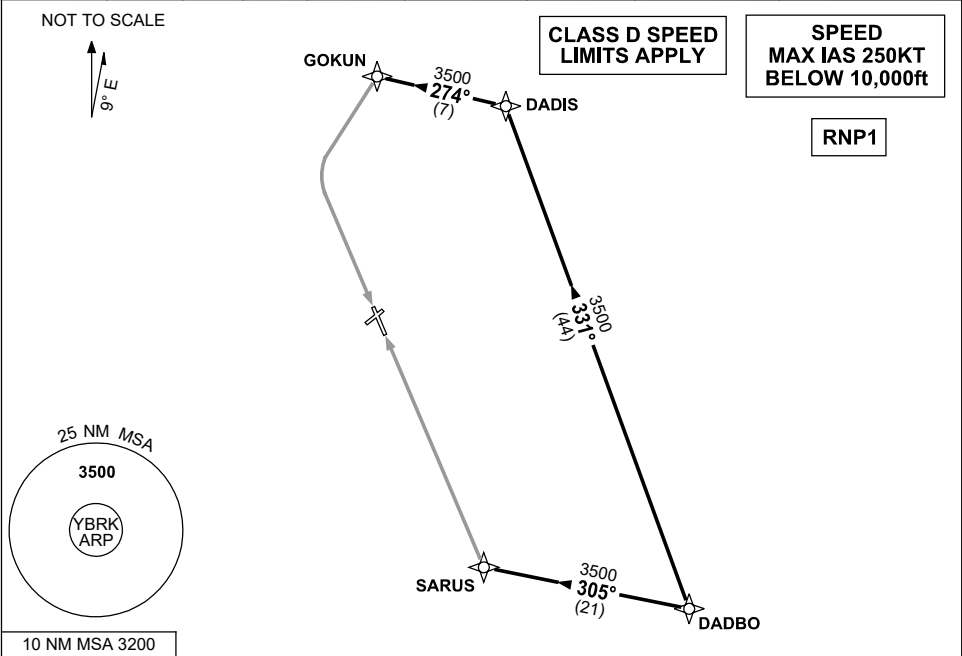 NOT TO SCALE
9° E
CLASS D SPEED
LIMITS APPLY
SPEED
MAX IAS 250KT
BELOW 10,000ft
RNP1
GOKUN
3500
274°
(7)
DADIS
3500
331°
(44)
25 NM MSA
3500
YBRK
ARP
10 NM MSA 3200
SARUS
3500
305°
(21)
DADBO